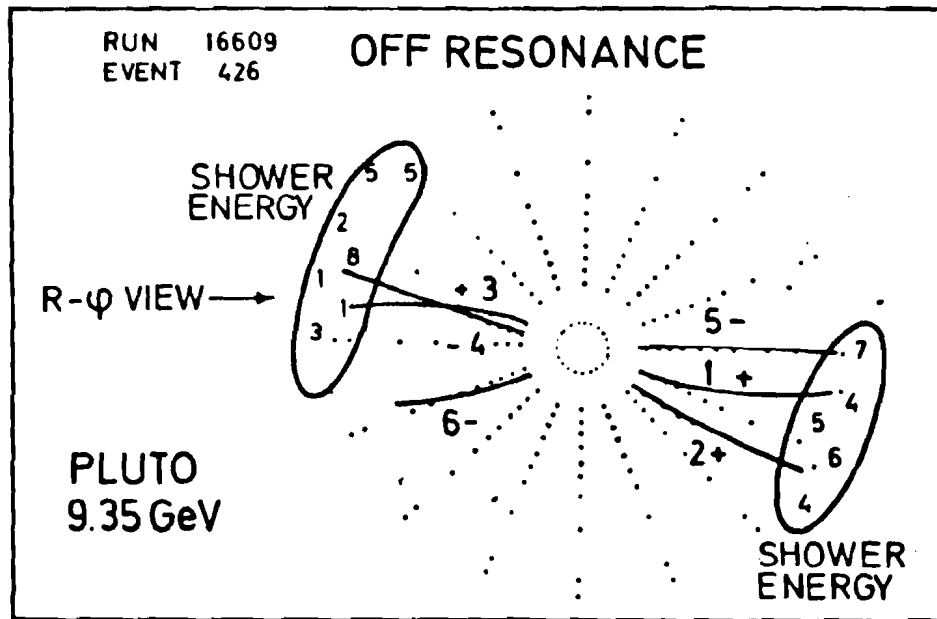 RUN 16609
EVENT 426
OFF RESONANCE
SHOWER
ENERGY
5 5
2
8
1
1
3
R-φ VIEW
+ 3
- 4
6-
5-
1 +
2+
7
4
5
6
4
PLUTO
9.35 GeV
SHOWER
ENERGY